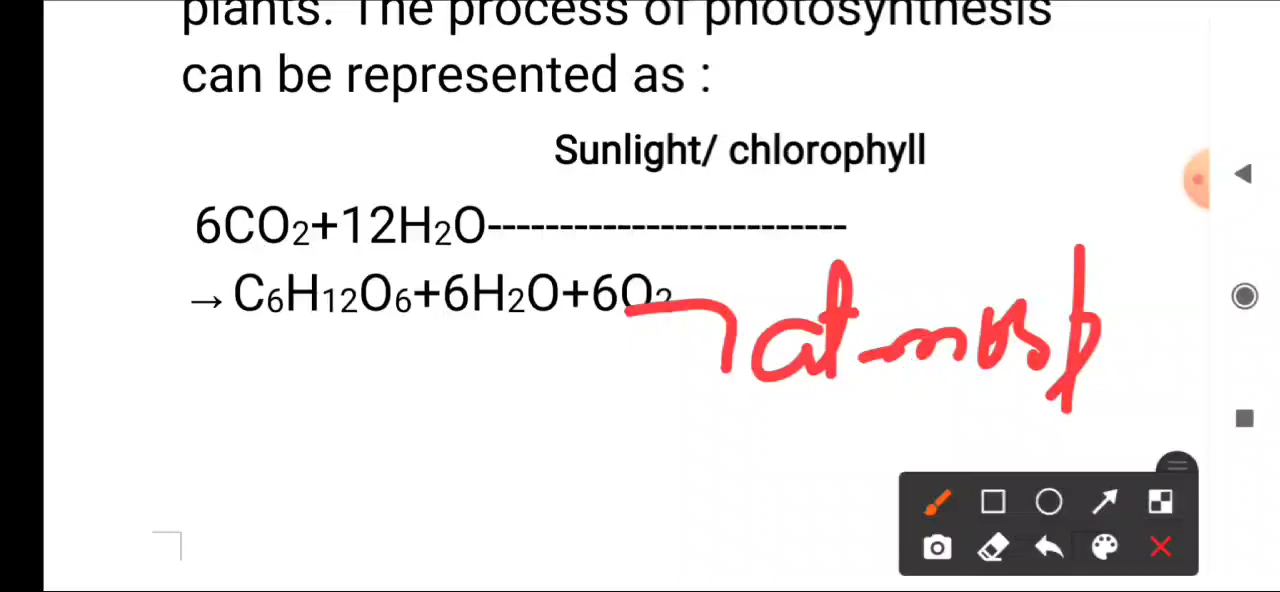 plants. The process of photosynthesis
can be represented as :
Sunlight/ chlorophyll
6CO₂+12H₂O-------------------------
→ C₆H₁₂O₆+6H₂O+6O₂
atmosp